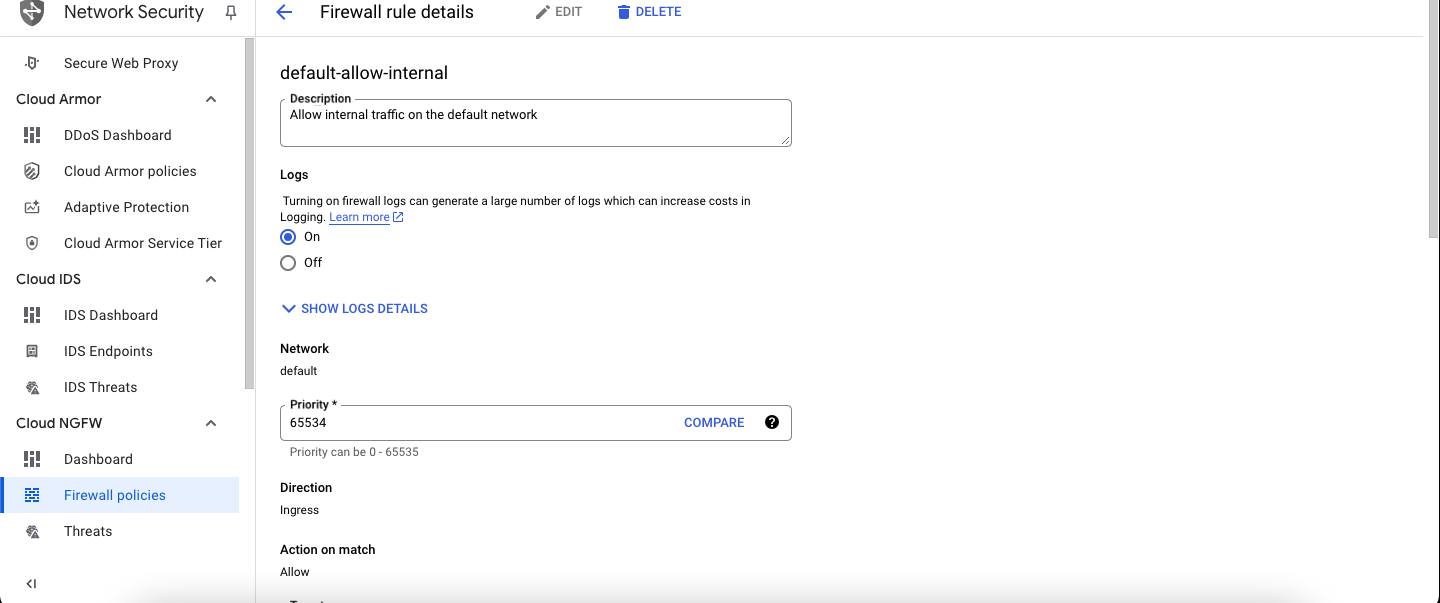 Network Security
Firewall rule details
EDIT
DELETE
Secure Web Proxy
Cloud Armor
DDoS Dashboard
Cloud Armor policies
Adaptive Protection
Cloud Armor Service Tier
Cloud IDS
IDS Dashboard
IDS Endpoints
IDS Threats
Cloud NGFW
Dashboard
Firewall policies
Threats
default-allow-internal
Description
Allow internal traffic on the default network
Logs
Turning on firewall logs can generate a large number of logs which can increase costs in
Logging. Learn more
On
Off
SHOW LOGS DETAILS
Network
default
Priority *
65534
COMPARE
Priority can be 0 - 65535
Direction
Ingress
Action on match
Allow